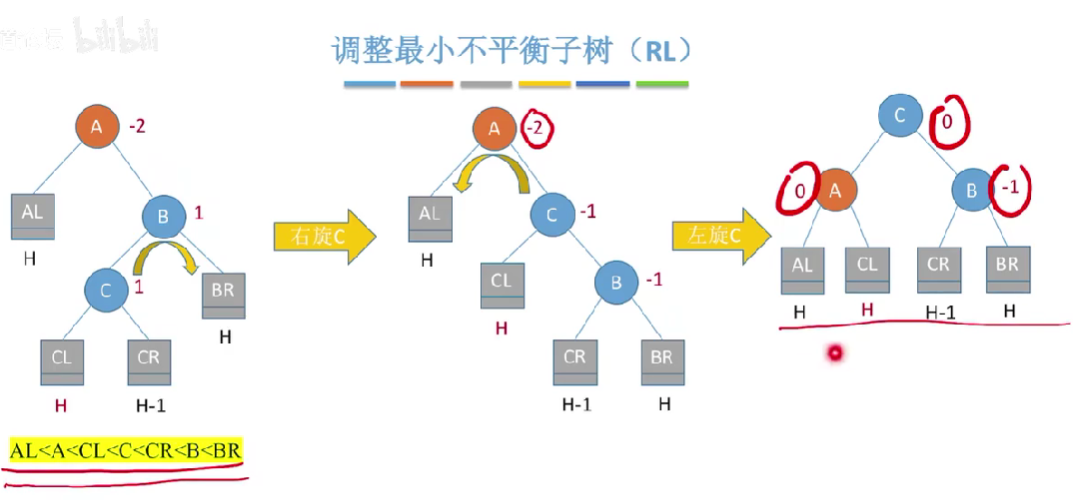 bilibili
调整最小不平衡子树（RL）
A -2
AL
H
B 1
C 1
BR
H
CL
CR
H
H-1
AL<A<CL<C<CR<B<BR
右旋C
A -2
AL
H
C -1
CL
H
B -1
CR
BR
H-1
H
左旋C
C 0
0 A
B -1
AL
CL
CR
BR
H
H
H-1
H